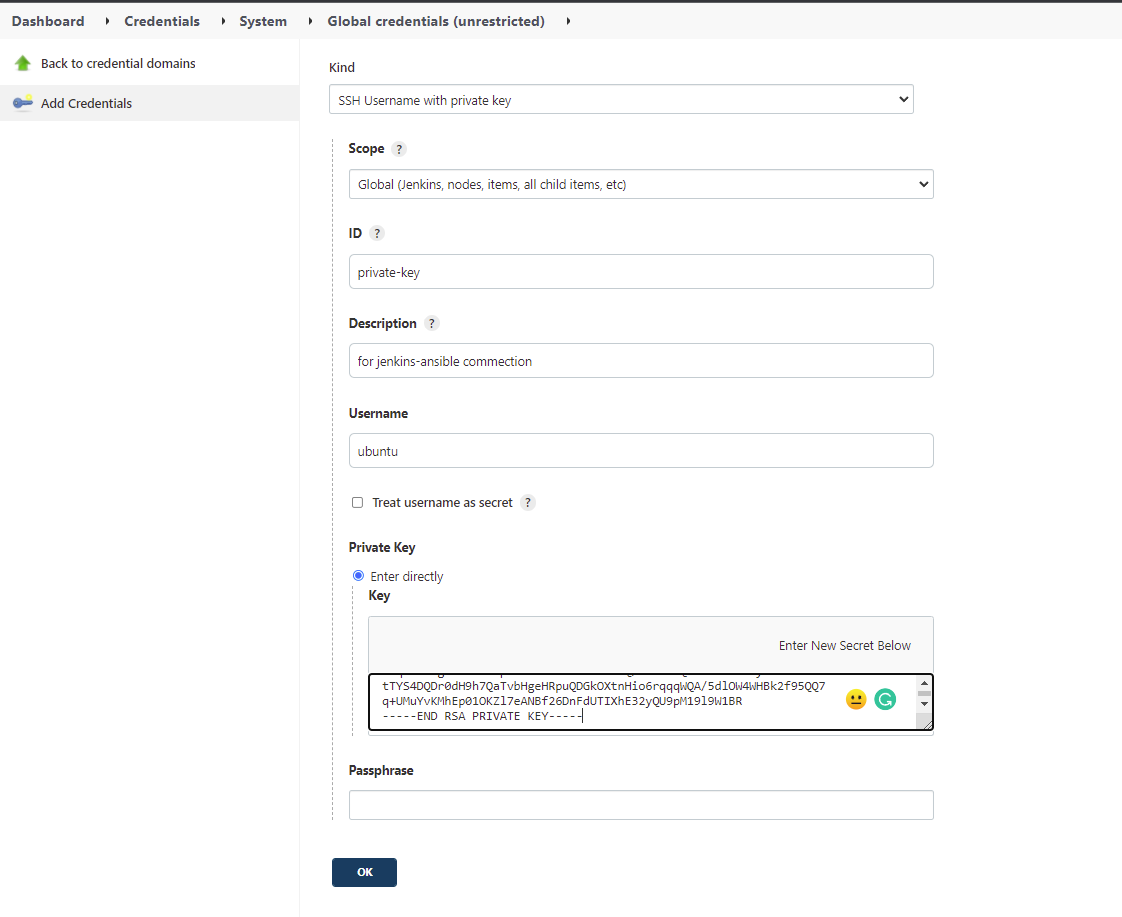 Dashboard
Credentials
System
Global credentials (unrestricted)
Back to credential domains
Add Credentials
Kind
SSH Username with private key
Scope ?
Global (Jenkins, nodes, items, all child items, etc)
ID ?
private-key
Description ?
for jenkins-ansible commection
Username
ubuntu
Treat username as secret ?
Private Key
Enter directly
Key
Enter New Secret Below
tTYS4DQDr0dH9h7QaTvbHgeHRpuQDGkOXtnHio6rqqqWQA/5dlOW4WHBk2f95QQ7
q+UMuYvKMhEp01OKZl7eANBf26DnFdUTIXhE32yQU9pM19l9W1BR
-----END RSA PRIVATE KEY-----
Passphrase
OK